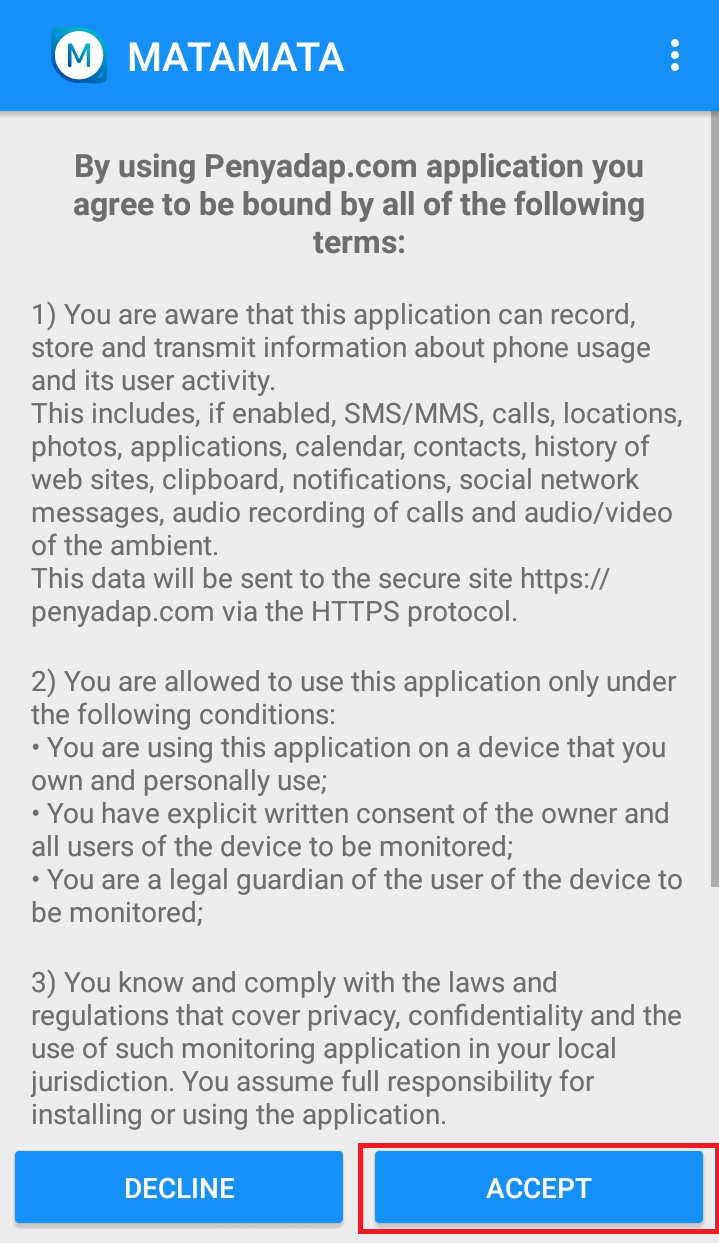 M MATAMATA
By using Penyadap.com application you
agree to be bound by all of the following
terms:
1) You are aware that this application can record,
store and transmit information about phone usage
and its user activity.
This includes, if enabled, SMS/MMS, calls, locations,
photos, applications, calendar, contacts, history of
web sites, clipboard, notifications, social network
messages, audio recording of calls and audio/video
of the ambient.
This data will be sent to the secure site https://
penyadap.com via the HTTPS protocol.
2) You are allowed to use this application only under
the following conditions:
• You are using this application on a device that you
own and personally use;
• You have explicit written consent of the owner and
all users of the device to be monitored;
• You are a legal guardian of the user of the device to
be monitored;
3) You know and comply with the laws and
regulations that cover privacy, confidentiality and the
use of such monitoring application in your local
jurisdiction. You assume full responsibility for
installing or using the application.
DECLINE ACCEPT